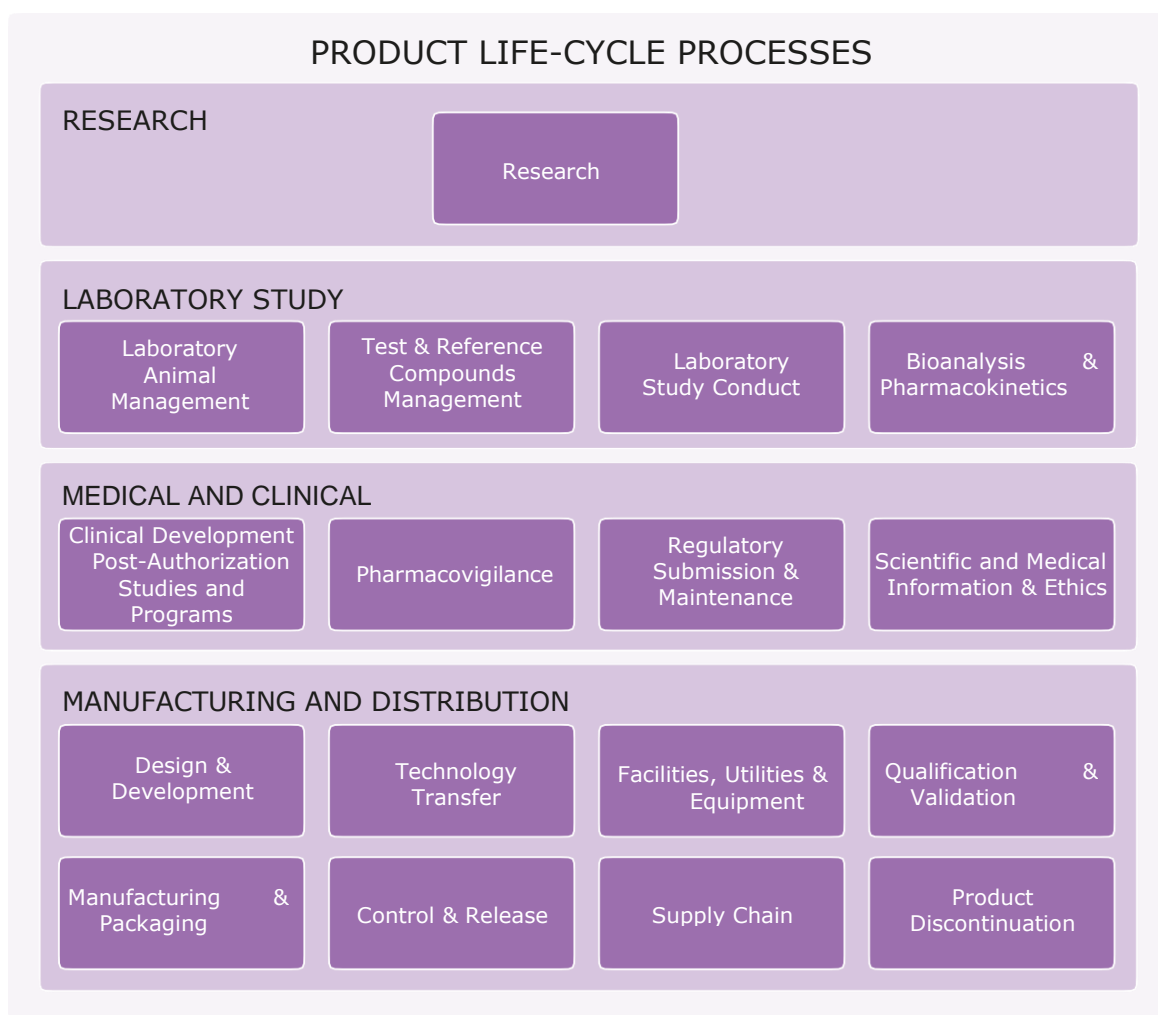 PRODUCT LIFE-CYCLE PROCESSES
RESEARCH
Research
LABORATORY STUDY
Laboratory
Animal
Management
Test & Reference
Compounds
Management
Laboratory
Study Conduct
Bioanalysis &
Pharmacokinetics
MEDICAL AND CLINICAL
Clinical Development
Post-Authorization
Studies and
Programs
Pharmacovigilance
Regulatory
Submission &
Maintenance
Scientific and Medical
Information & Ethics
MANUFACTURING AND DISTRIBUTION
Design &
Development
Technology
Transfer
Facilities, Utilities &
Equipment
Qualification &
Validation
Manufacturing &
Packaging
Control & Release
Supply Chain
Product
Discontinuation